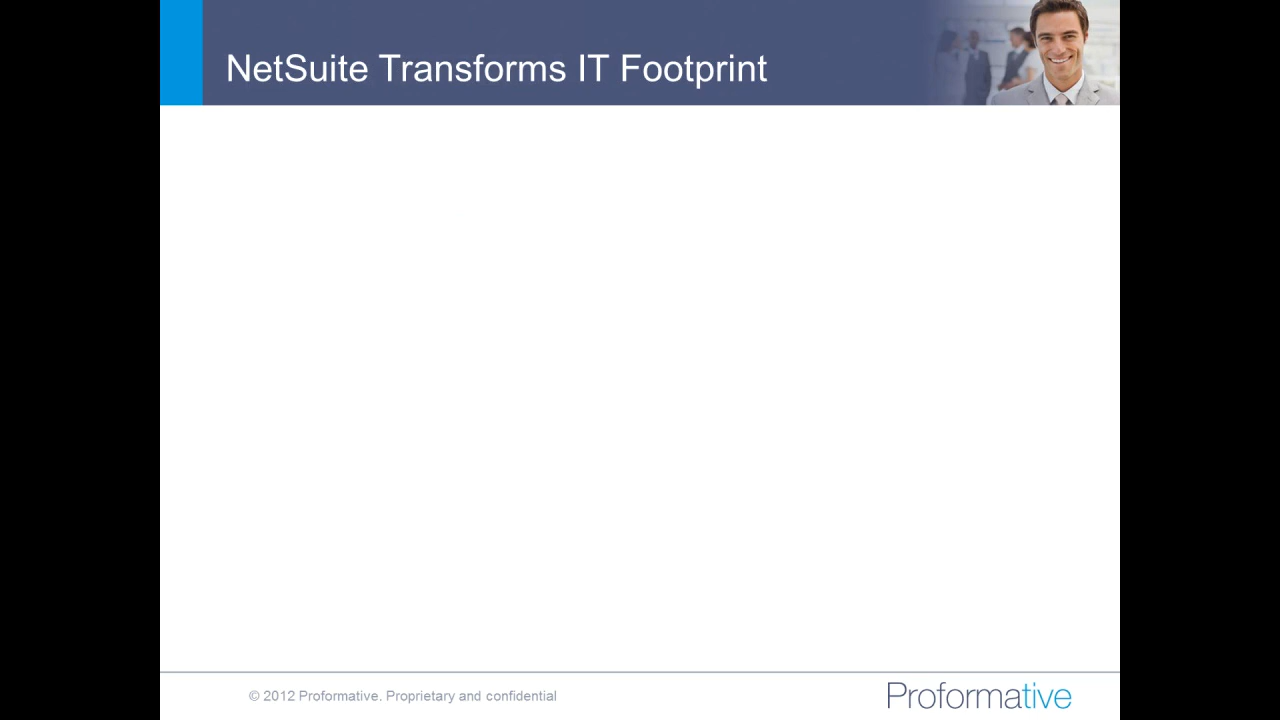 NetSuite Transforms IT Footprint
© 2012 Proformative. Proprietary and confidential
Proformative